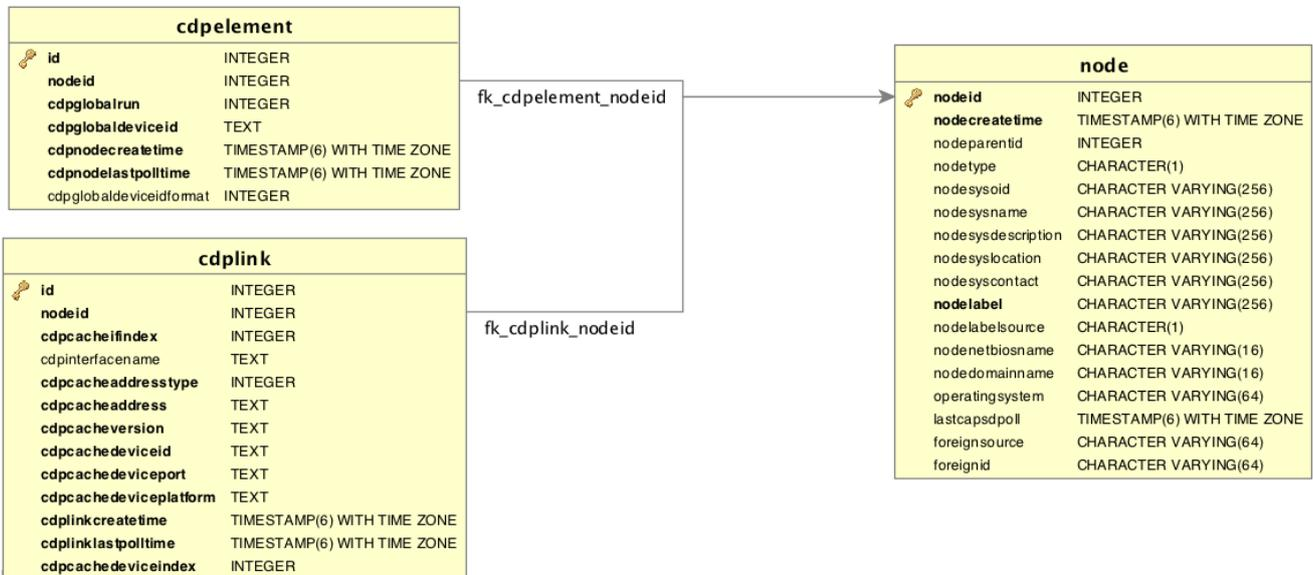 cdpelement
id INTEGER
nodeid INTEGER
cdpglobalrun INTEGER
cdpglobaldeviceid TEXT
cdpnodecreatetime TIMESTAMP(6) WITH TIME ZONE
cdpnodelastpolltime TIMESTAMP(6) WITH TIME ZONE
cdpglobaldeviceidformat INTEGER
fk_cdpelement_nodeid
cdplink
id INTEGER
nodeid INTEGER
cdpcacheifindex INTEGER
cdpinterfacename TEXT
cdpcacheaddresstype INTEGER
cdpcacheaddress TEXT
cdpcacheversion TEXT
cdpcachedeviceid TEXT
cdpcachedeviceport TEXT
cdpcachedeviceplatform TEXT
cdplinkcreatetime TIMESTAMP(6) WITH TIME ZONE
cdplinklastpolltime TIMESTAMP(6) WITH TIME ZONE
cdpcachedeviceindex INTEGER
fk_cdplink_nodeid
node
nodeid INTEGER
nodecreatetime TIMESTAMP(6) WITH TIME ZONE
nodeparentid INTEGER
nodetype CHARACTER(1)
nodesysoid CHARACTER VARYING(256)
nodesysname CHARACTER VARYING(256)
nodesysdescription CHARACTER VARYING(256)
nodesyslocation CHARACTER VARYING(256)
nodesyscontact CHARACTER VARYING(256)
nodelabel CHARACTER VARYING(256)
nodelabelsource CHARACTER(1)
nodenetbiosname CHARACTER VARYING(16)
nodedomainname CHARACTER VARYING(16)
operatingsystem CHARACTER VARYING(64)
lastcapsdpoll TIMESTAMP(6) WITH TIME ZONE
foreignsource CHARACTER VARYING(64)
foreignid CHARACTER VARYING(64)